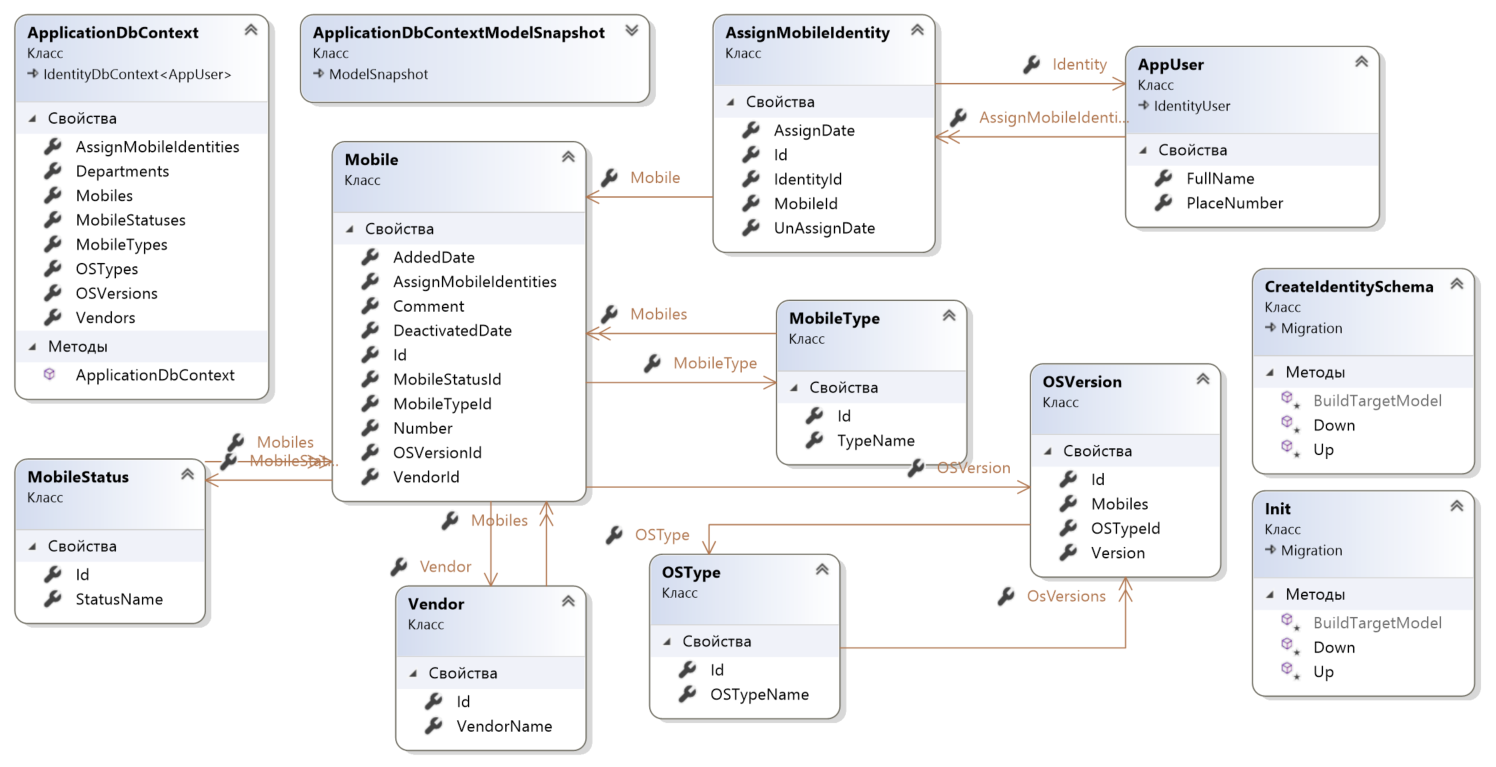 ApplicationDbContext
Класс
IdentityDbContext<AppUser>
Свойства
AssignMobileIdentities
Departments
Mobiles
MobileStatuses
MobileTypes
OSTypes
OSVersions
Vendors
Методы
ApplicationDbContext
ApplicationDbContextModelSnapshot
Класс
ModelSnapshot
AssignMobileIdentity
Класс
Свойства
AssignDate
Id
IdentityId
MobileId
UnAssignDate
Identity
AssignMobileIdenti...
AppUser
Класс
IdentityUser
Свойства
FullName
PlaceNumber
Mobile
Mobile
Класс
Свойства
AddedDate
AssignMobileIdentities
Comment
DeactivatedDate
Id
MobileStatusId
MobileTypeId
Number
OSVersionId
VendorId
Mobiles
MobileType
MobileType
Класс
Свойства
Id
TypeName
CreateIdentitySchema
Класс
Migration
Методы
BuildTargetModel
Down
Up
OSVersion
OSVersion
Класс
Свойства
Id
Mobiles
OSTypeId
Version
Mobiles
MobileStat...
MobileStatus
Класс
Свойства
Id
StatusName
Mobiles
Vendor
Vendor
Класс
Свойства
Id
VendorName
OSType
OsVersions
OSType
Класс
Свойства
Id
OSTypeName
Init
Класс
Migration
Методы
BuildTargetModel
Down
Up